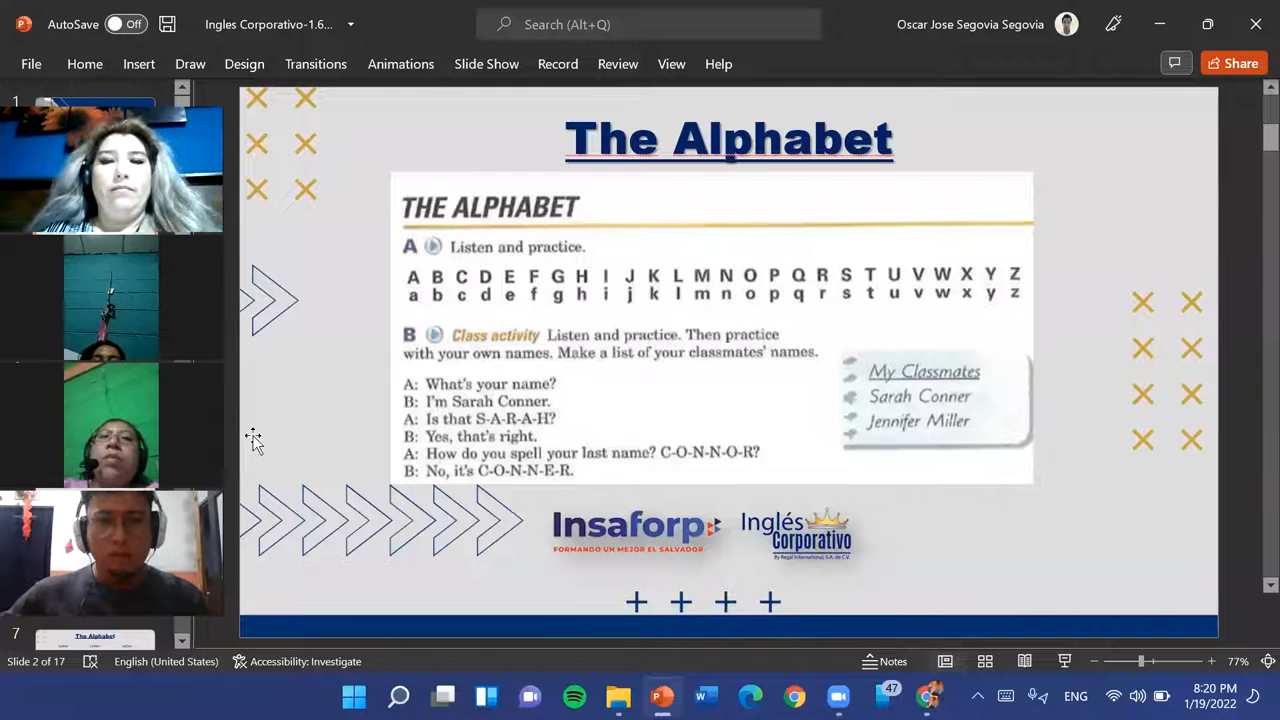 AutoSave Off Ingles Corporativo-1.6... Search (Alt+Q) Oscar Jose Segovia Segovia
File Home Insert Draw Design Transitions Animations Slide Show Record Review View Help Share
1
The Alphabet
THE ALPHABET
A Listen and practice.
A B C D E F G H I J K L M N O P Q R S T U V W X Y Z
a b c d e f g h i j k l m n o p q r s t u v w x y z
B Class activity Listen and practice. Then practice
with your own names. Make a list of your classmates' names.
A: What's your name?
B: I'm Sarah Conner.
A: Is that S-A-R-A-H?
B: Yes, that's right.
A: How do you spell your last name? C-O-N-N-O-R?
B: No, it's C-O-N-N-E-R.
My Classmates
Sarah Conner
Jennifer Miller
Insaforp
FORMANDO UN MEJOR EL SALVADOR
Inglés
Corporativo
By Regal International, S.A. de C.V.
7
The Alphabet
Slide 2 of 17 English (United States) Accessibility: Investigate Notes 77%
47 ENG 8:20 PM
1/19/2022